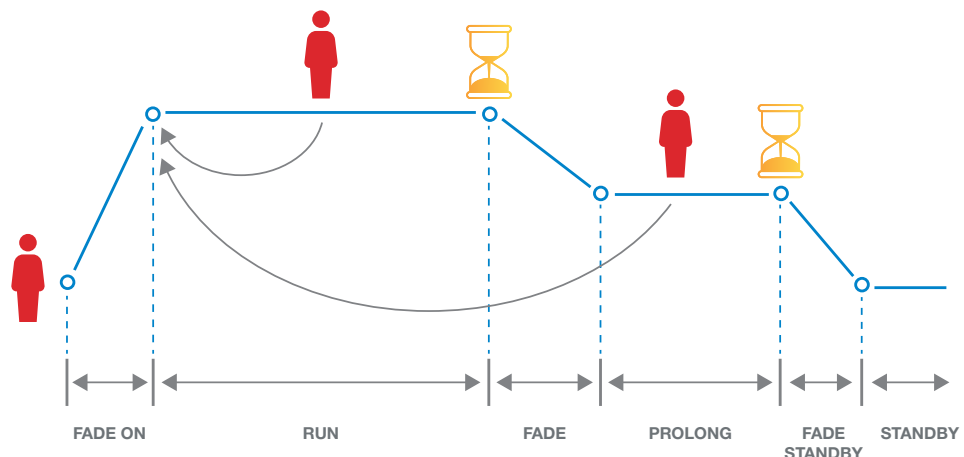 FADE ON
RUN
FADE
PROLONG
FADE
STANDBY
STANDBY